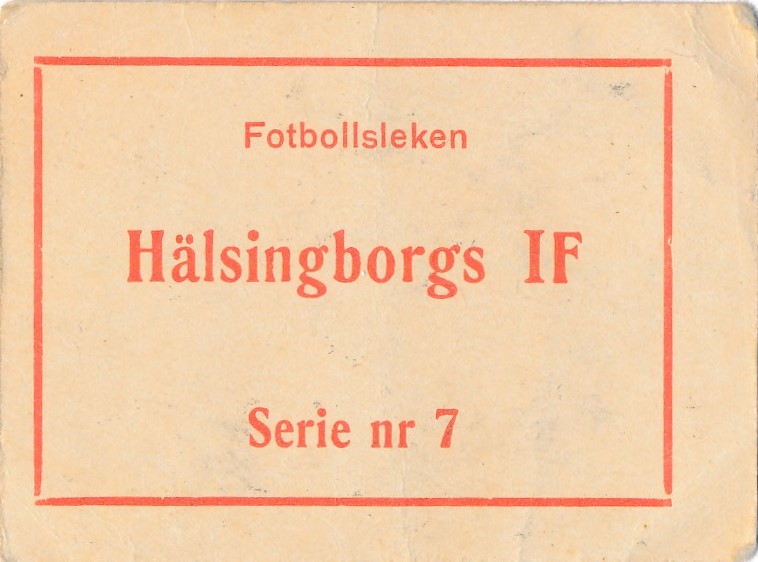 Fotbollsleken
Hälsingborgs IF
Serie nr 7